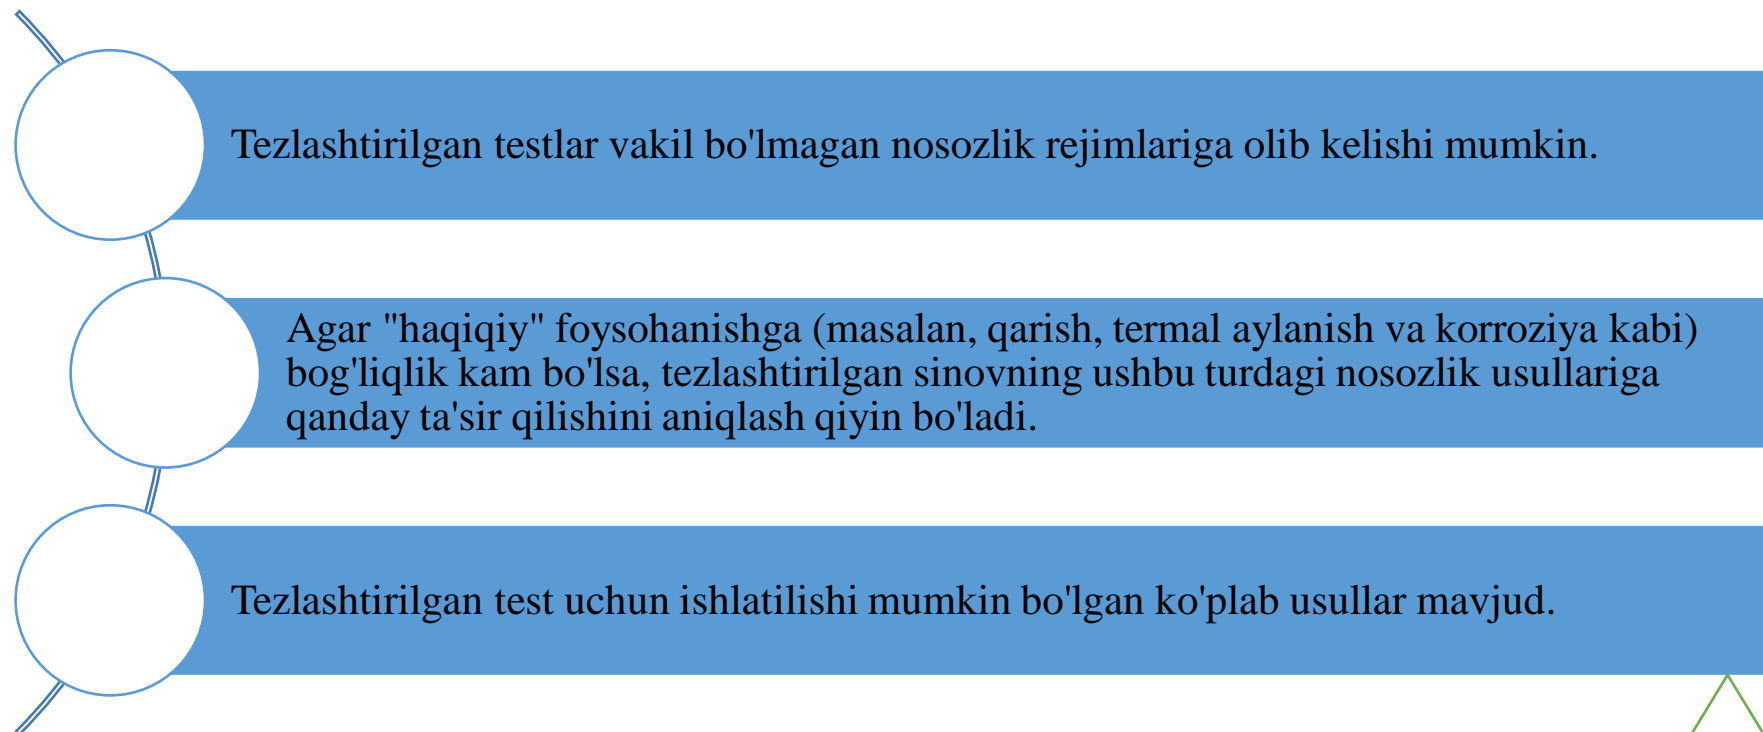 Tezlashtirilgan testlar vakil bo'lmagan nosozlik rejimlariga olib kelishi mumkin.
Agar "haqiqiy" foysohanishga (masalan, qarish, termal aylanish va korroziya kabi)
bog'liqlik kam bo'lsa, tezlashtirilgan sinovning ushbu turdagi nosozlik usullariga
qanday ta'sir qilishini aniqlash qiyin bo'ladi.
Tezlashtirilgan test uchun ishlatilishi mumkin bo'lgan ko'plab usullar mavjud.